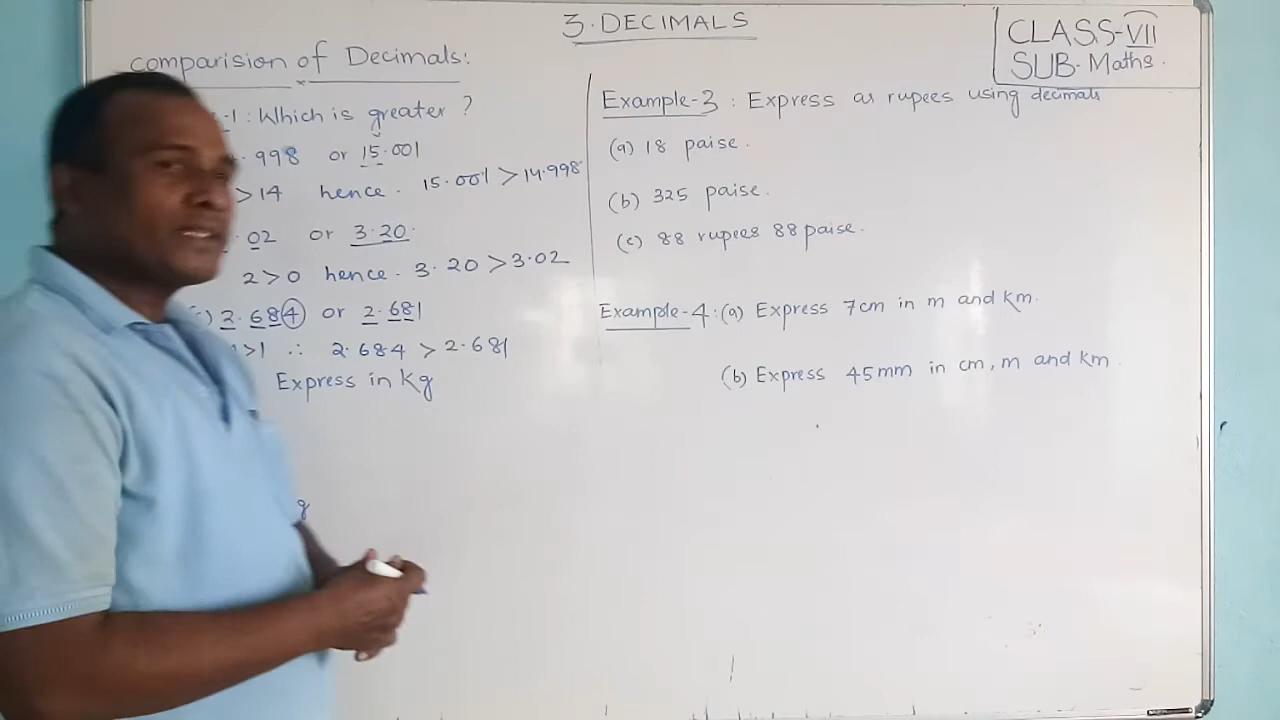 3. DECIMALS
CLASS-VII
SUB. Maths.
comparision of Decimals:
-1: Which is greater ?
.998 or 15.001
>14 hence. 15.001 > 14.998
.02 or 3.20.
2>0 hence. 3.20 > 3.02
) 2.684 or 2.681
>1 ∴ 2.684 > 2.681
Express in Kg
g
Example-3: Express as rupees using decimals
(a) 18 paise.
(b) 325 paise.
(c) 88 rupees 88 paise.
Example-4: (a) Express 7cm in m and Km.
(b) Express 45mm in cm, m and Km.